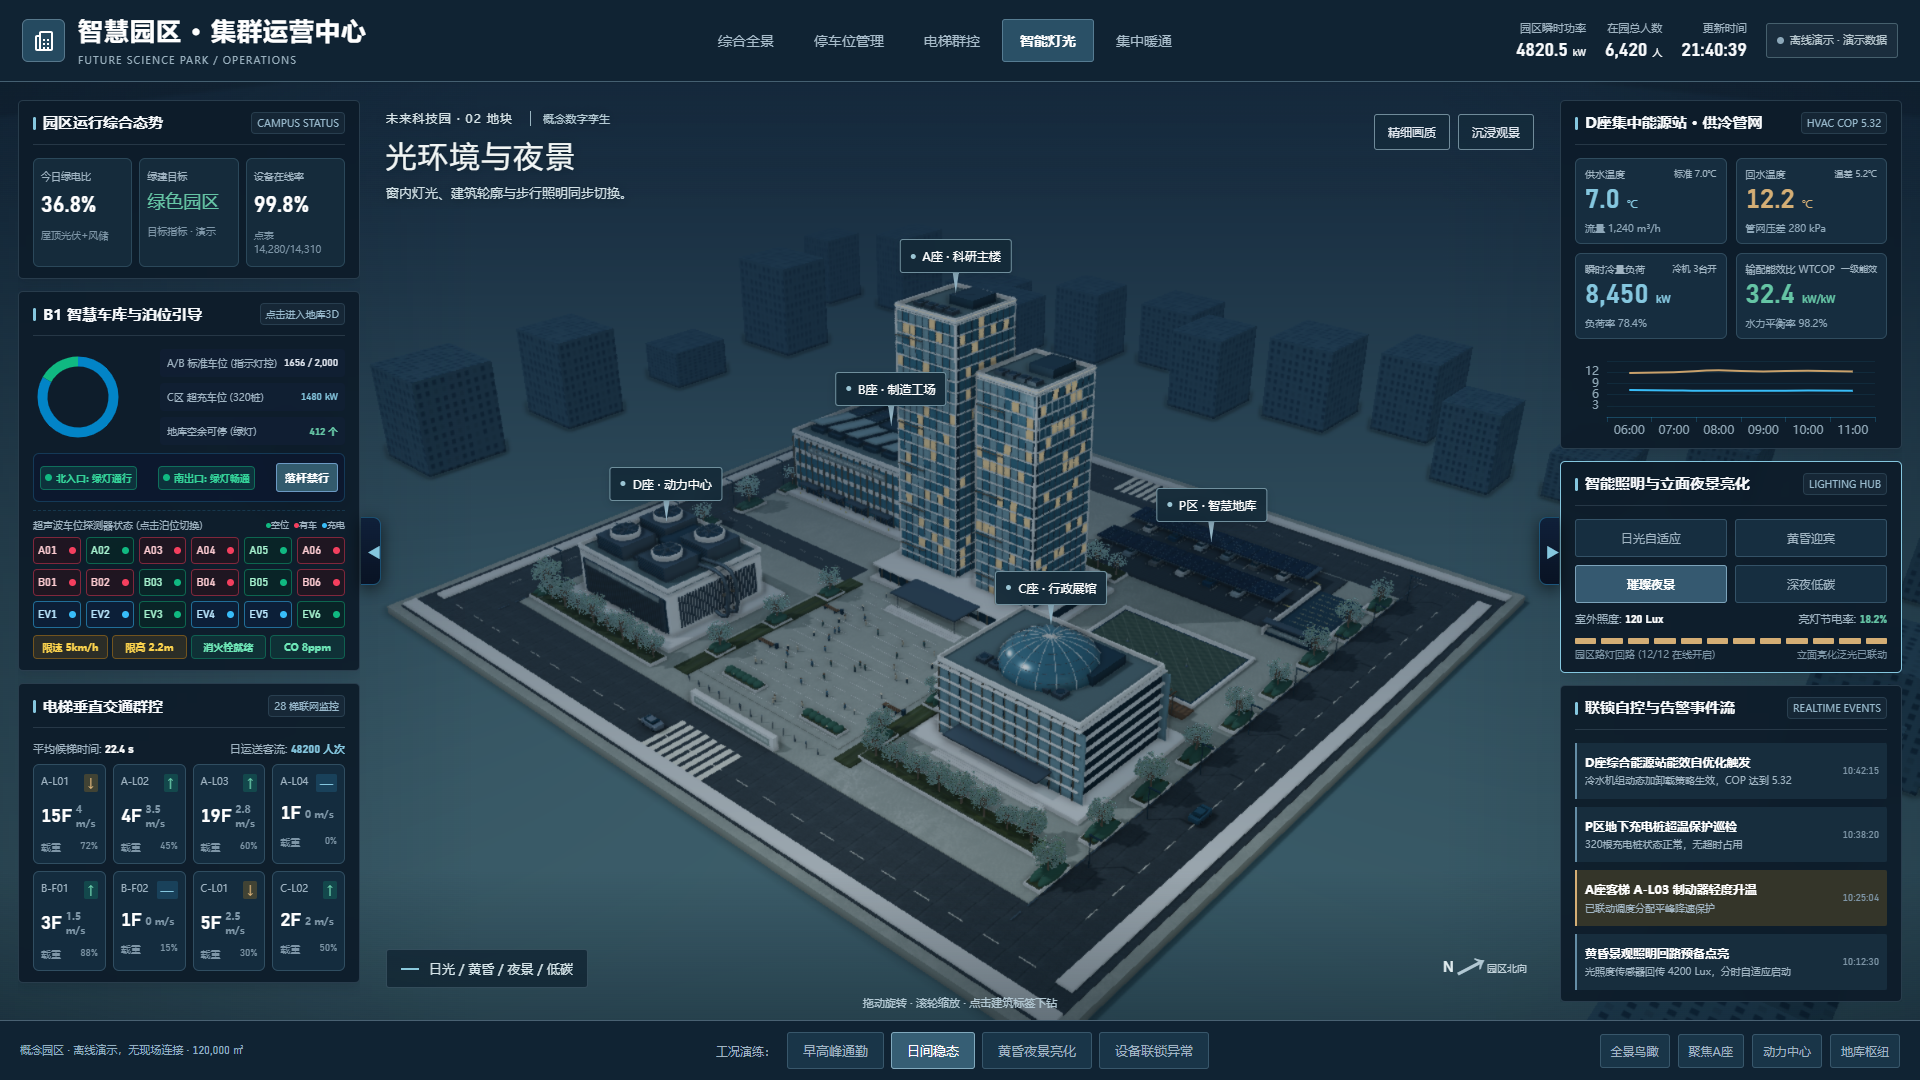 智慧园区 • 集群运营中心
FUTURE SCIENCE PARK / OPERATIONS
综合全景
停车位管理
电梯群控
智能灯光
集中暖通
园区瞬时功率
4820.5 kW
在园总人数
6,420 人
更新时间
21:40:39
离线演示 · 演示数据
园区运行综合态势
CAMPUS STATUS
今日绿电比
36.8%
屋顶光伏+风储
绿建目标
绿色园区
目标指标 · 演示
设备在线率
99.8%
点表
14,280/14,310
B1 智慧车库与泊位引导
点击进入地库3D
A/B 标准车位 (指示灯控) 1656 / 2,000
C区 超充车位 (320桩) 1480 kW
地库空余可停 (绿灯) 412 个
北入口: 绿灯通行
南出口: 绿灯畅通
落杆禁行
超声波车位探测器状态 (点击泊位切换)
空位 有车 充电
A01 A02 A03 A04 A05 A06
B01 B02 B03 B04 B05 B06
EV1 EV2 EV3 EV4 EV5 EV6
限速 5km/h
限高 2.2m
消火栓就绪
CO 8ppm
电梯垂直交通群控
28 梯联网监控
平均候梯时间: 22.4 s
日运送客流: 48200 人次
A-L01 ↓
15F 4 m/s
载重 72%
A-L02 ↑
4F 3.5 m/s
载重 45%
A-L03 ↑
19F 2.8 m/s
载重 60%
A-L04 —
1F 0 m/s
载重 0%
B-F01 ↑
3F 1.5 m/s
载重 88%
B-F02 —
1F 0 m/s
载重 15%
C-L01 ↓
5F 2.5 m/s
载重 30%
C-L02 ↑
2F 2 m/s
载重 50%
未来科技园 · 02 地块
概念数字孪生
光环境与夜景
窗内灯光、建筑轮廓与步行照明同步切换。
精细画质
沉浸观景
A座 · 科研主楼
B座 · 制造工场
D座 · 动力中心
P区 · 智慧地库
C座 · 行政展馆
日光 / 黄昏 / 夜景 / 低碳
N 园区北向
拖动旋转 · 滚轮缩放 · 点击建筑标签下钻
D座集中能源站 • 供冷管网
HVAC COP 5.32
供水温度 标准 7.0℃
7.0 ℃
流量 1,240 m³/h
回水温度 温差 5.2℃
12.2 ℃
管网压差 280 kPa
瞬时冷量负荷 冷机 3台开
8,450 kW
负荷率 78.4%
输配能效比 WTCOP 一级能效
32.4 kW/kW
水力平衡率 98.2%
12
9
6
3
06:00 07:00 08:00 09:00 10:00 11:00
智能照明与立面夜景亮化
LIGHTING HUB
日光自适应
黄昏迎宾
璀璨夜景
深夜低碳
室外照度: 120 Lux
亮灯节电率: 18.2%
园区路灯回路 (12/12 在线开启)
立面亮化泛光已联动
联锁自控与告警事件流
REALTIME EVENTS
D座综合能源站能效自优化触发
冷水机组动态加卸载策略生效，COP 达到 5.32
10:42:15
P区地下充电桩超温保护巡检
320根充电桩状态正常，无超时占用
10:38:20
A座客梯 A-L03 制动器轻度升温
已联动调度分配平峰降速保护
10:25:04
黄昏景观照明回路预备点亮
光照度传感器回传 4200 Lux，分时自适应启动
10:12:30
概念园区 · 离线演示，无现场连接 · 120,000 ㎡
工况演练:
早高峰通勤
日间稳态
黄昏夜景亮化
设备联锁异常
全景鸟瞰
聚焦A座
动力中心
地库枢纽